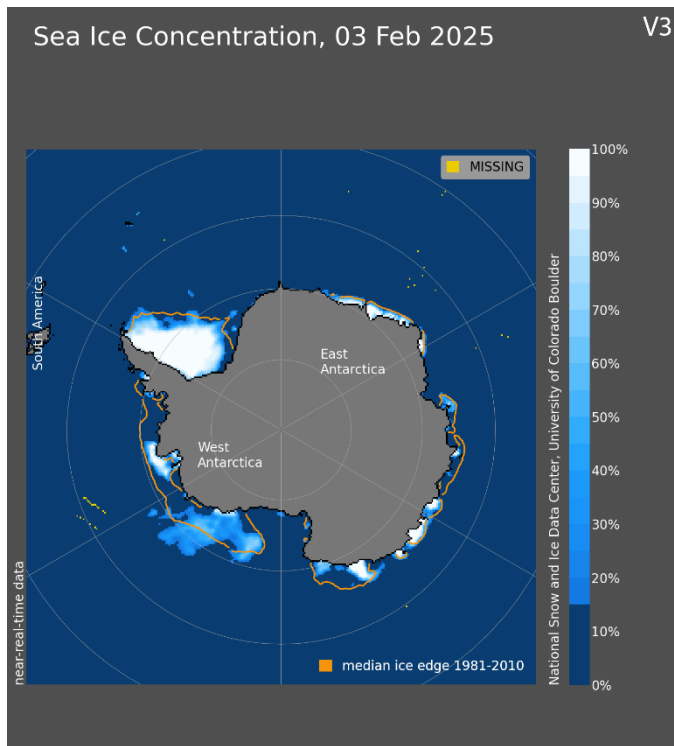 Sea Ice Concentration, 03 Feb 2025
V3
MISSING
100%
90%
80%
70%
60%
50%
40%
30%
20%
10%
0%
South America
East
Antarctica
West
Antarctica
National Snow and Ice Data Center, University of Colorado Boulder
near-real-time data
median ice edge 1981-2010